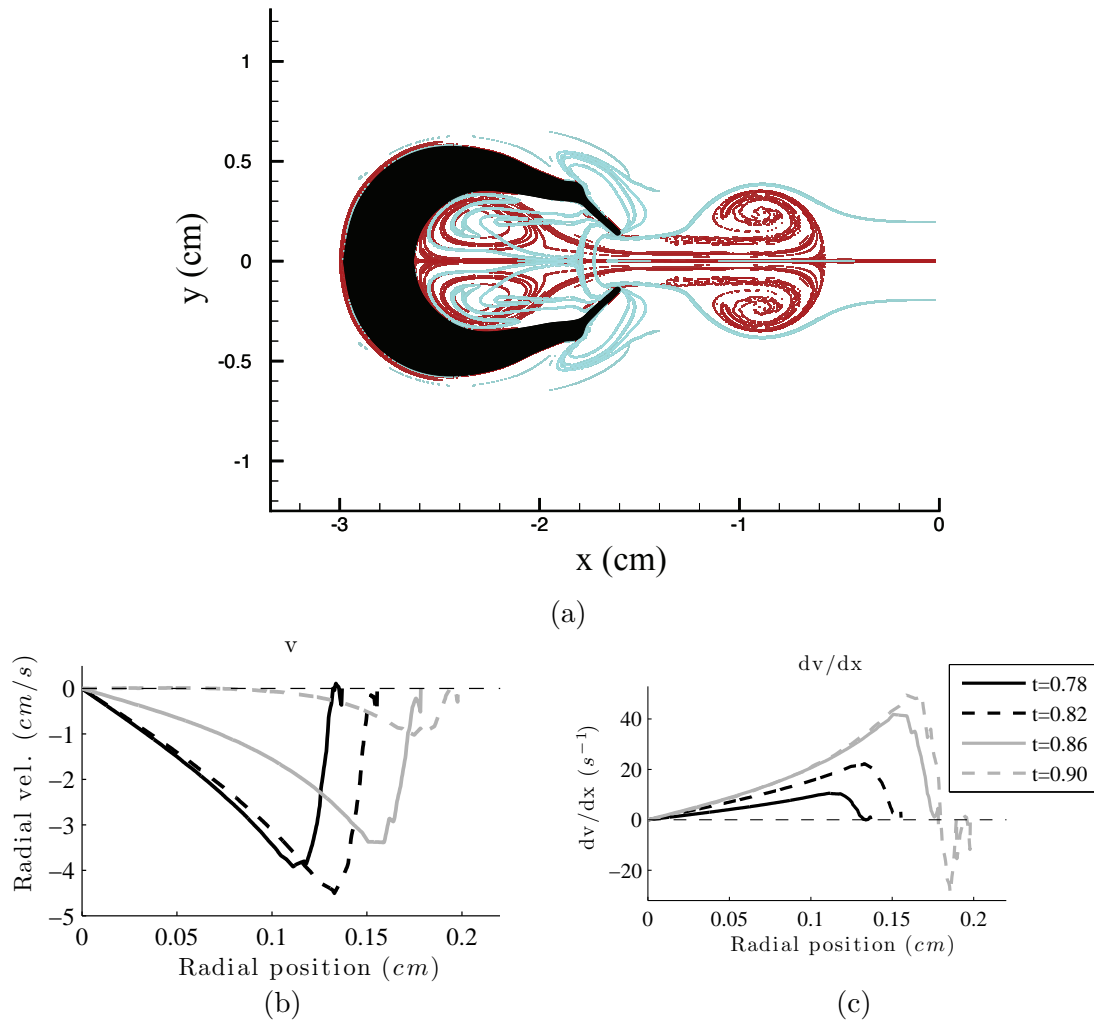 1
0.5
0
-0.5
-1
y (cm)
-3
-2
-1
0
x (cm)
(a)
v
0
−1
−2
−3
−4
−5
Radial vel. (cm/s)
0
0.05
0.1
0.15
0.2
Radial position (cm)
(b)
dv/dx
40
20
0
−20
dv/dx (s⁻¹)
0
0.05
0.1
0.15
0.2
Radial position (cm)
t=0.78
t=0.82
t=0.86
t=0.90
(c)